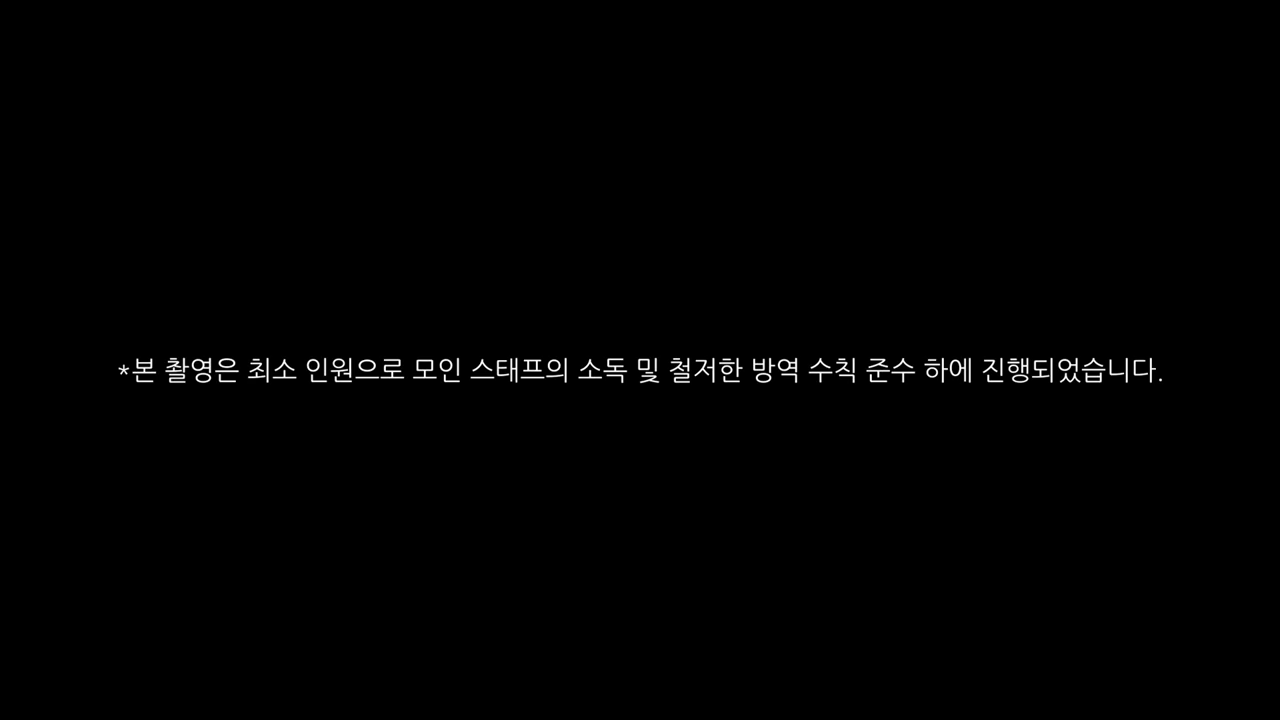 *본 촬영은 최소 인원으로 모인 스태프의 소독 및 철저한 방역 수칙 준수 하에 진행되었습니다.